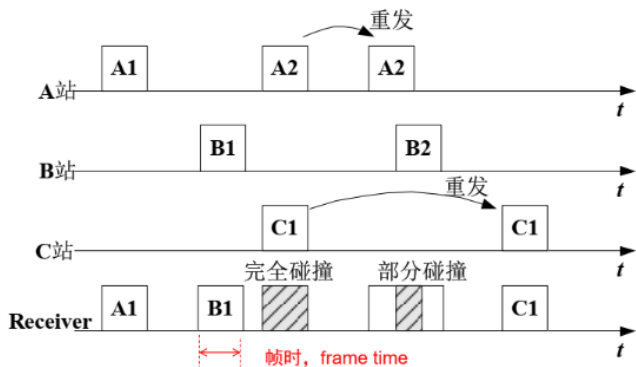 重发
A1 A2 A2
A站 t
B1 B2
B站 t
重发
C1 C1
C站 t
完全碰撞 部分碰撞
Receiver A1 B1 C1
t
帧时，frame time